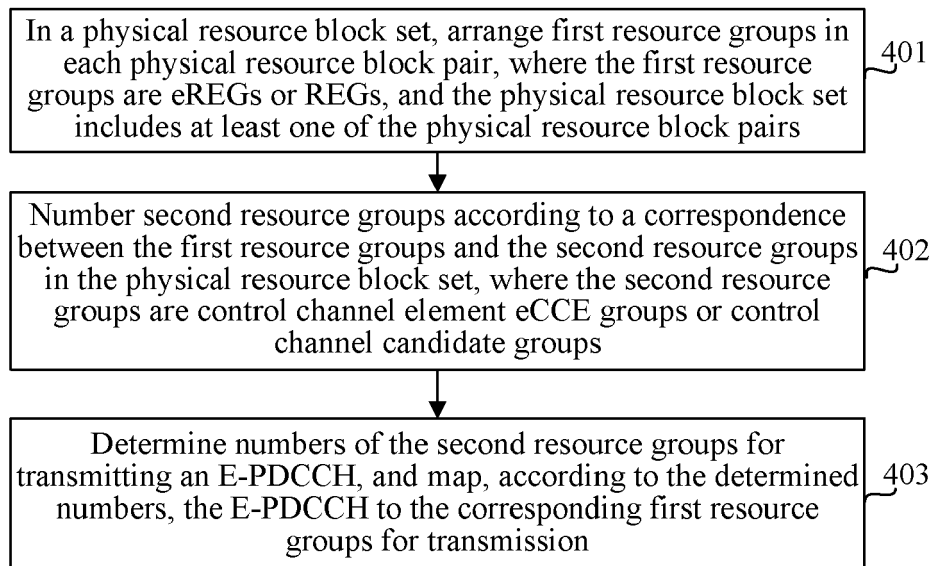 In a physical resource block set, arrange first resource groups in
each physical resource block pair, where the first resource
groups are eREGs or REGs, and the physical resource block set
includes at least one of the physical resource block pairs
401
Number second resource groups according to a correspondence
between the first resource groups and the second resource groups
in the physical resource block set, where the second resource
groups are control channel element eCCE groups or control
channel candidate groups
402
Determine numbers of the second resource groups for
transmitting an E-PDCCH, and map, according to the determined
numbers, the E-PDCCH to the corresponding first resource
groups for transmission
403